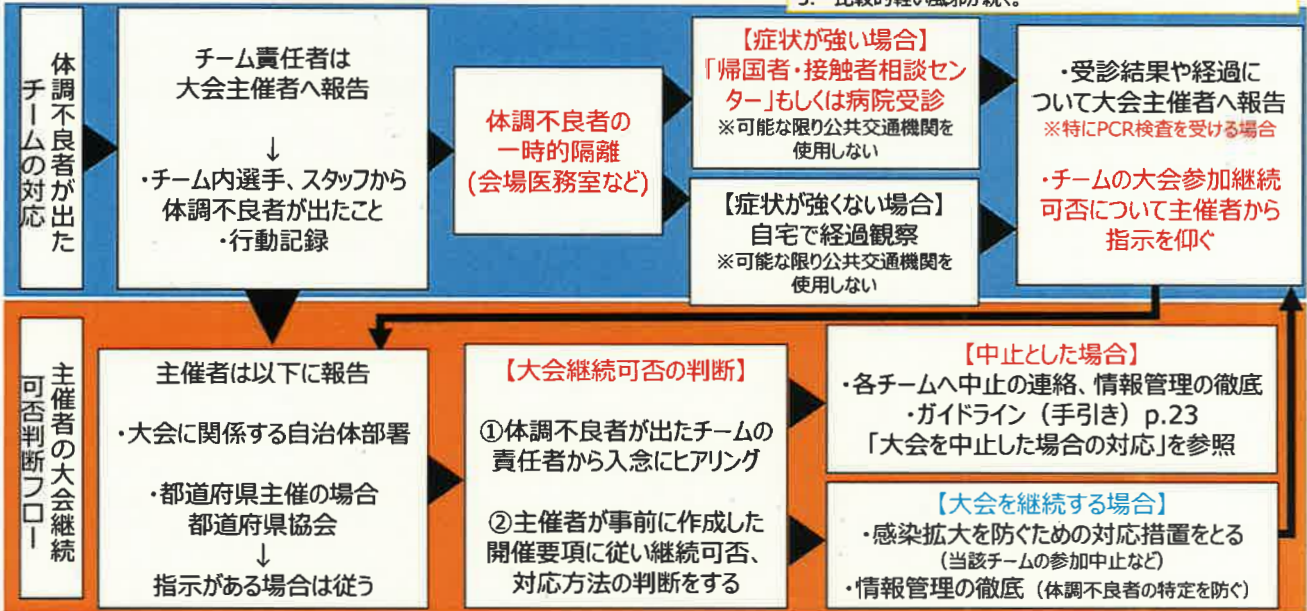 3. 比較的軽い風邪が続く。
体調不良者が出た
チームの対応
チーム責任者は
大会主催者へ報告
↓
・チーム内選手、スタッフから
体調不良者が出たこと
・行動記録
体調不良者の
一時的隔離
(会場医務室など)
【症状が強い場合】
「帰国者・接触者相談セン
ター」もしくは病院受診
※可能な限り公共交通機関を
使用しない
【症状が強くない場合】
自宅で経過観察
※可能な限り公共交通機関を
使用しない
・受診結果や経過に
ついて大会主催者へ報告
※特にPCR検査を受ける場合
・チームの大会参加継続
可否について主催者から
指示を仰ぐ
主催者の大会継続
可否判断フロー
主催者は以下に報告
・大会に関係する自治体部署
・都道府県主催の場合
都道府県協会
↓
指示がある場合は従う
【大会継続可否の判断】
①体調不良者が出たチームの
責任者から入念にヒアリング
②主催者が事前に作成した
開催要項に従い継続可否、
対応方法の判断をする
【中止とした場合】
・各チームへ中止の連絡、情報管理の徹底
・ガイドライン（手引き）p.23
「大会を中止した場合の対応」を参照
【大会を継続する場合】
・感染拡大を防ぐための対応措置をとる
(当該チームの参加中止など)
・情報管理の徹底（体調不良者の特定を防ぐ）